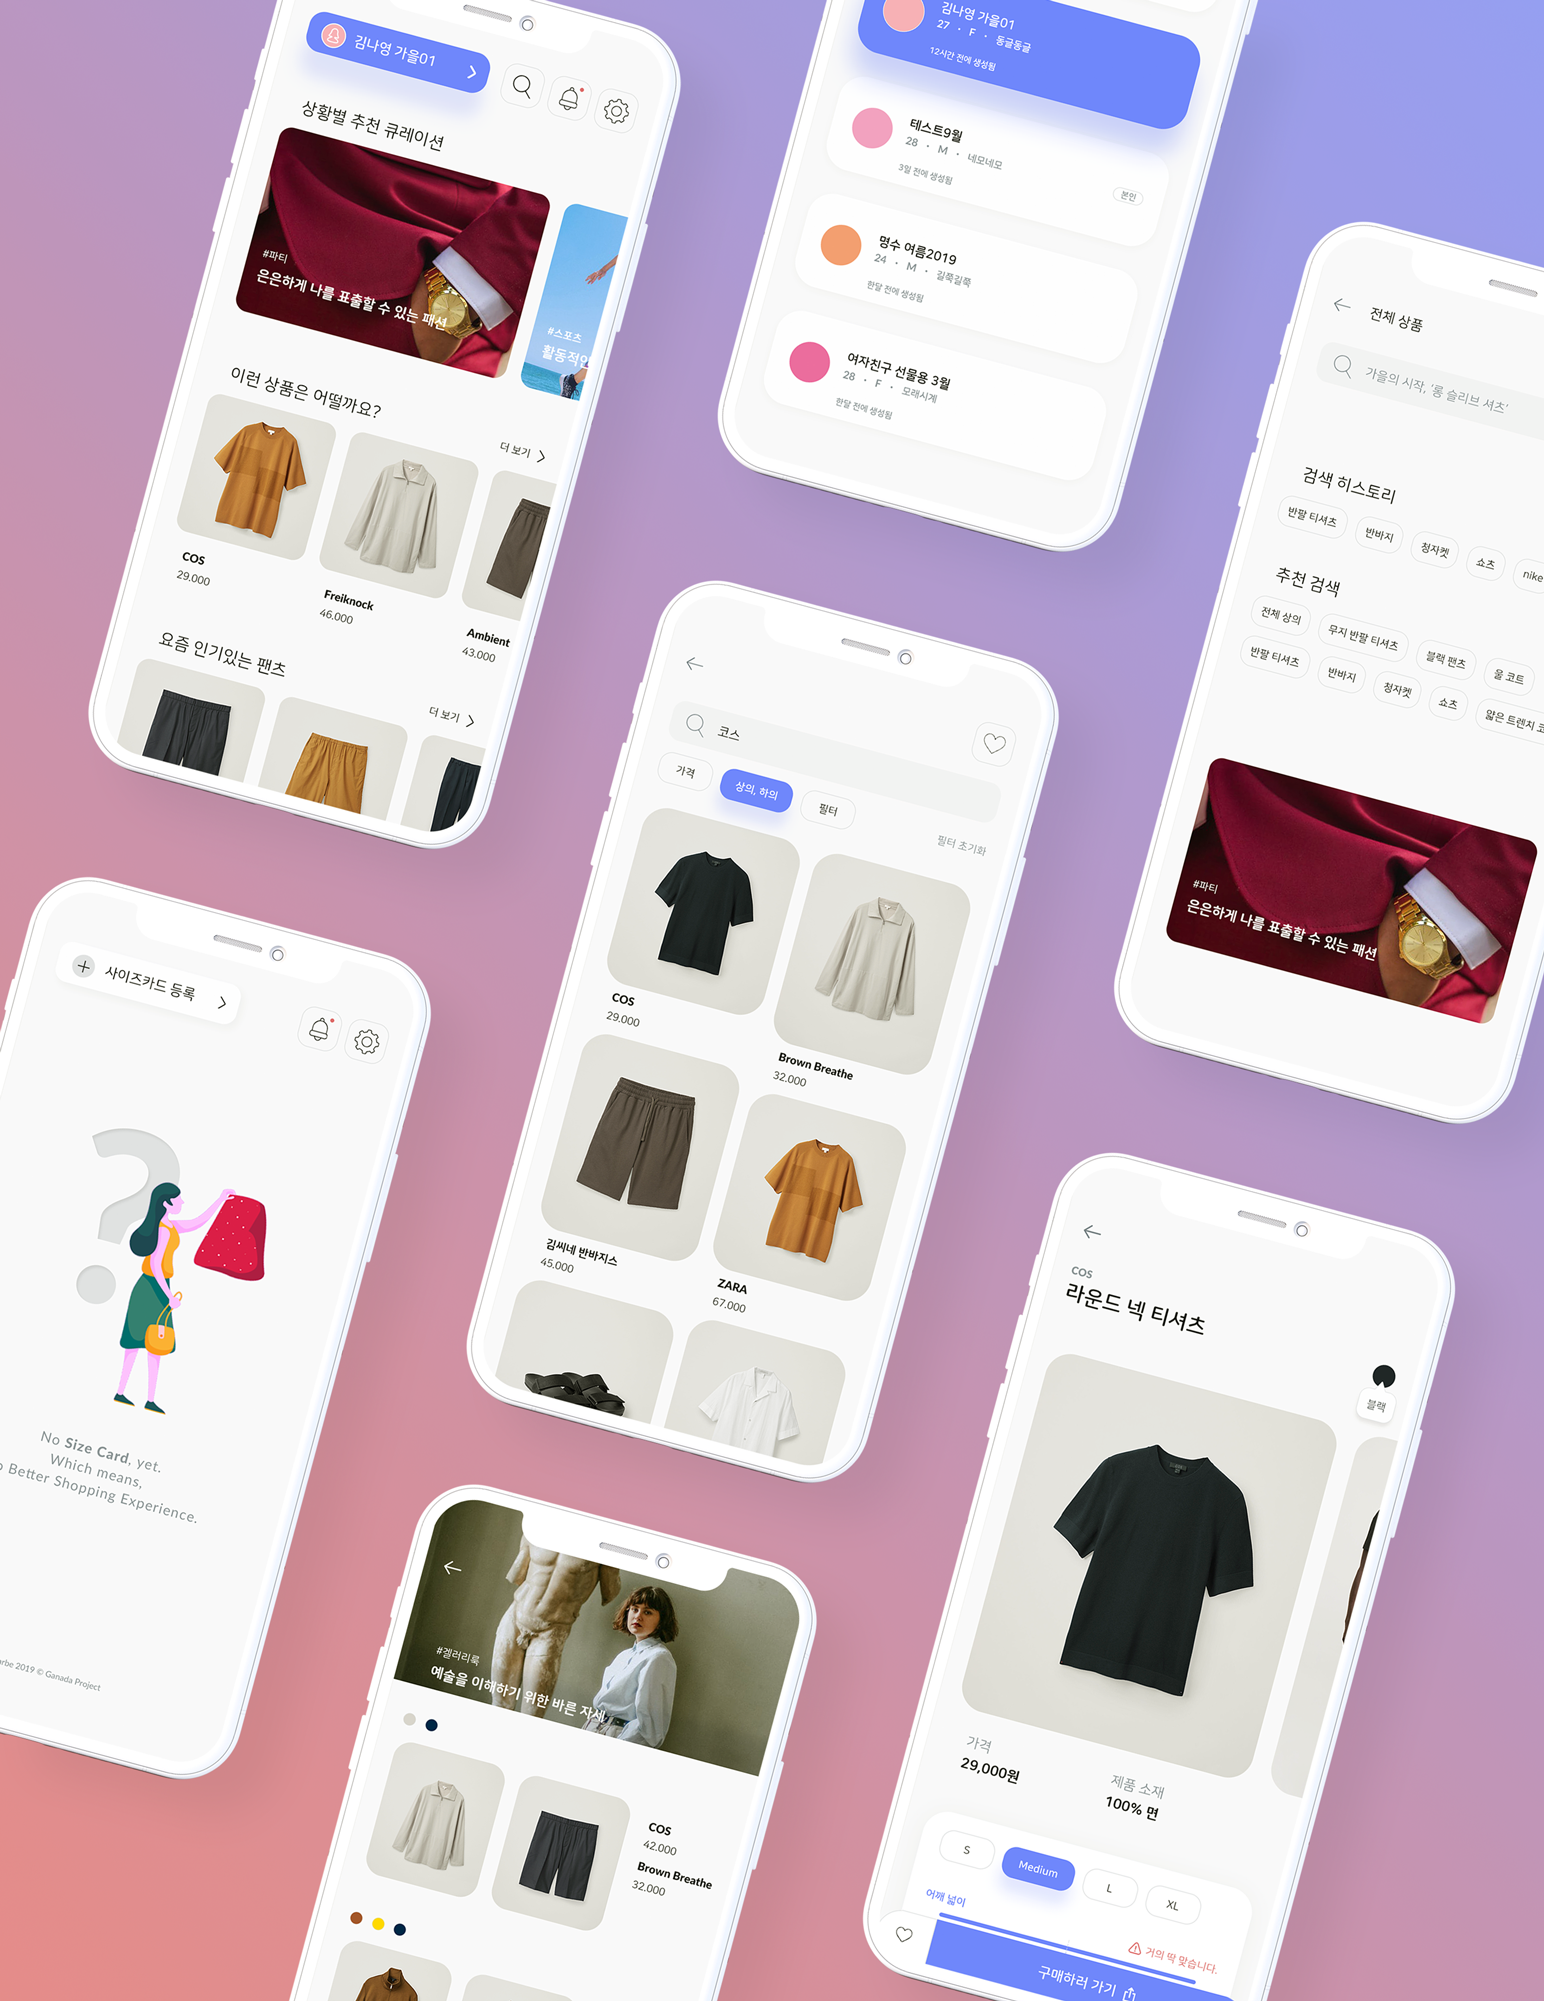 김나영 가을01
상황별 추천 큐레이션
#파티
은은하게 나를 표출할 수 있는 패션
#스포츠
활동적인
이런 상품은 어떨까요?
더 보기
COS
29.000
Freiknock
46.000
Ambient
43.000
요즘 인기있는 팬츠
더 보기
김나영 가을01
27 · F · 동글동글
12시간 전에 생성됨
테스트9월
28 · M · 네모네모
3일 전에 생성됨
본인
명수 여름2019
24 · M · 길쭉길쭉
한달 전에 생성됨
여자친구 선물용 3월
28 · F · 모래시계
한달 전에 생성됨
전체 상품
가을의 시작, '롱 슬리브 셔츠'
검색 히스토리
반팔 티셔츠
반바지
청자켓
쇼츠
nike
추천 검색
전체 상의
무지 반팔 티셔츠
블랙 팬츠
울 코트
반팔 티셔츠
반바지
청자켓
쇼츠
얇은 트렌치 코
#파티
은은하게 나를 표출할 수 있는 패션
코스
가격
상의, 하의
필터
필터 초기화
COS
29.000
Brown Breathe
32.000
김씨네 반바지스
45.000
ZARA
67.000
사이즈카드 등록
No Size Card, yet.
Which means,
Better Shopping Experience.
2019 © Ganada Project
#겔러리룩
예술을 이해하기 위한 바른 자세
COS
42.000
Brown Breathe
32.000
COS
라운드 넥 티셔츠
블랙
가격
29,000원
제품 소재
100% 면
S
Medium
L
XL
어깨 넓이
거의 딱 맞습니다.
구매하러 가기